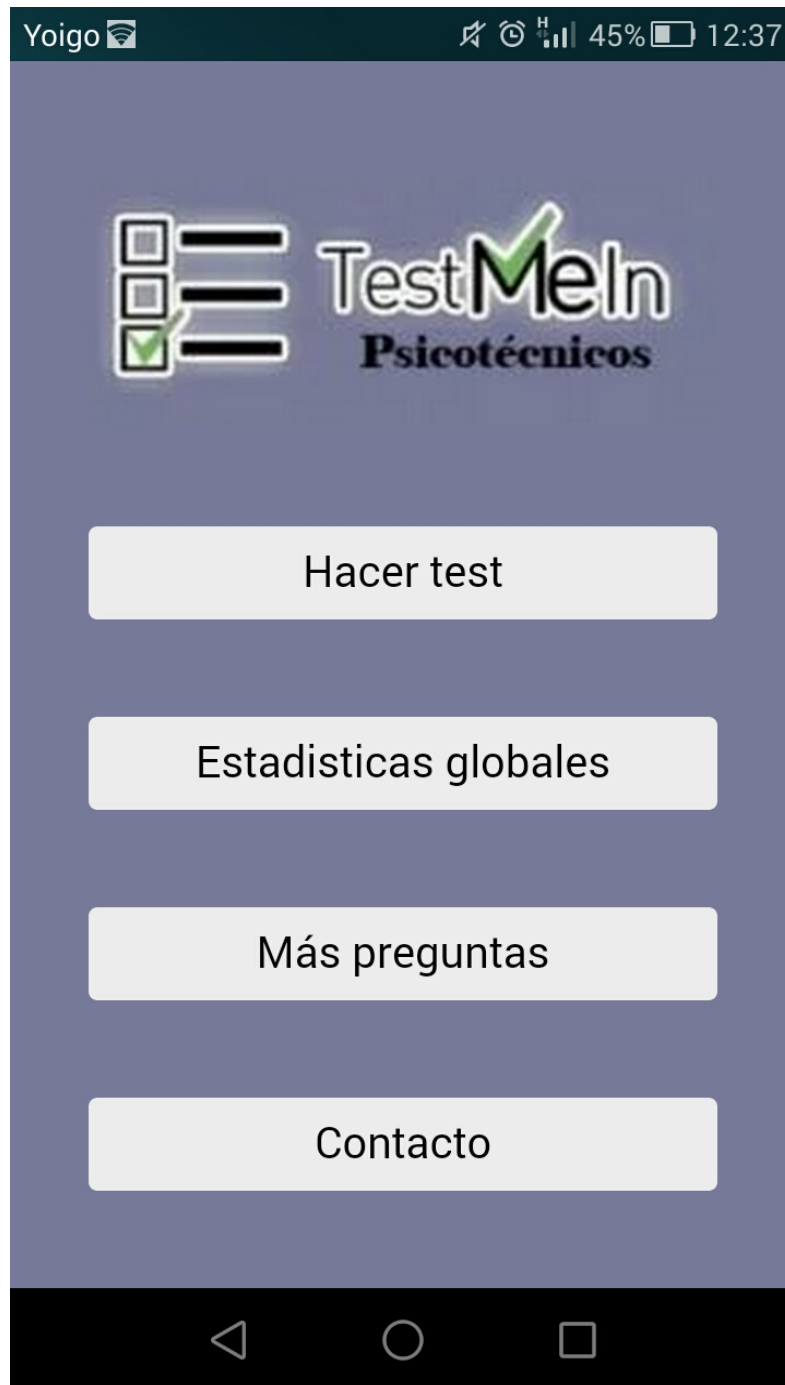 Yoigo H 45% 12:37
TestMeIn
Psicotécnicos
Hacer test
Estadisticas globales
Más preguntas
Contacto